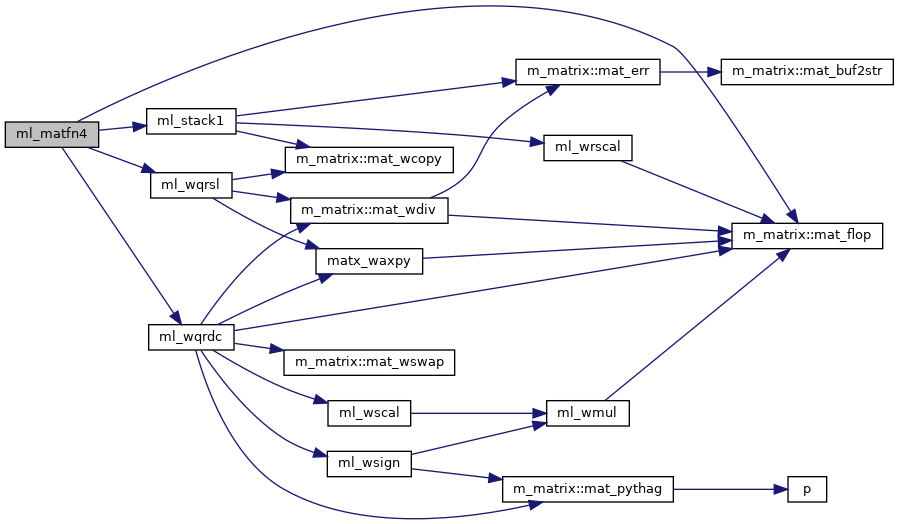 m_matrix::mat_err
m_matrix::mat_buf2str
ml_matfn4
ml_stack1
ml_wrscal
m_matrix::mat_wcopy
ml_wqrsl
m_matrix::mat_wdiv
m_matrix::mat_flop
matx_waxpy
ml_wqrdc
m_matrix::mat_wswap
ml_wscal
ml_wmul
ml_wsign
m_matrix::mat_pythag
p